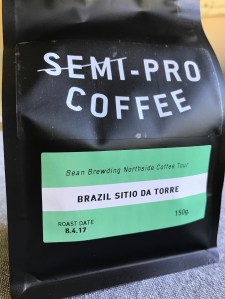 SEMI-PRO
COFFEE
Bean Brewding Northside Coffee Tour
BRAZIL SITIO DA TORRE
150g
ROAST DATE
8.4.17